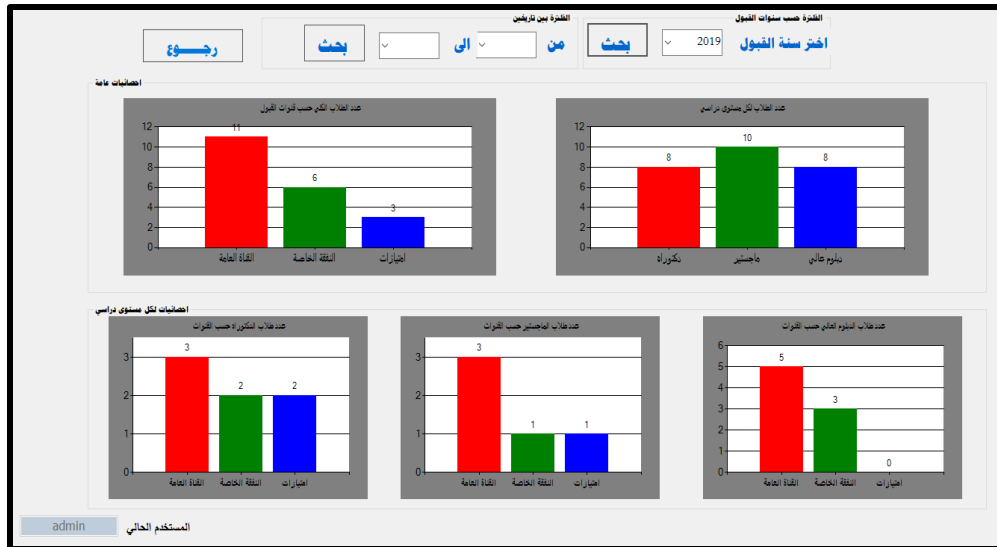 الفلترة حسب سنوات القبول
اختر سنة القبول 2019 بحث
الفلترة بين تاريخين
من الى بحث
رجـــــوع
احصائيات عامة
عدد الطلاب لكل مستوى دراسي
12
10
8
6
4
2
0
8
10
8
دكتوراه ماجستير دبلوم عالي
عدد الطلاب الكلي حسب قنوات القبول
12
10
8
6
4
2
0
11
6
3
القناة العامة النفقة الخاصة امتيازات
احصائيات لكل مستوى دراسي
عدد طلاب الدبلوم العالي حسب القنوات
6
5
4
3
2
1
0
5
3
0
القناة العامة النفقة الخاصة امتيازات
عدد طلاب الماجستير حسب القنوات
3
2
1
0
3
1
1
القناة العامة النفقة الخاصة امتيازات
عدد طلاب الدكتوراه حسب القنوات
3
2
1
0
3
2
2
القناة العامة النفقة الخاصة امتيازات
المستخدم الحالي admin